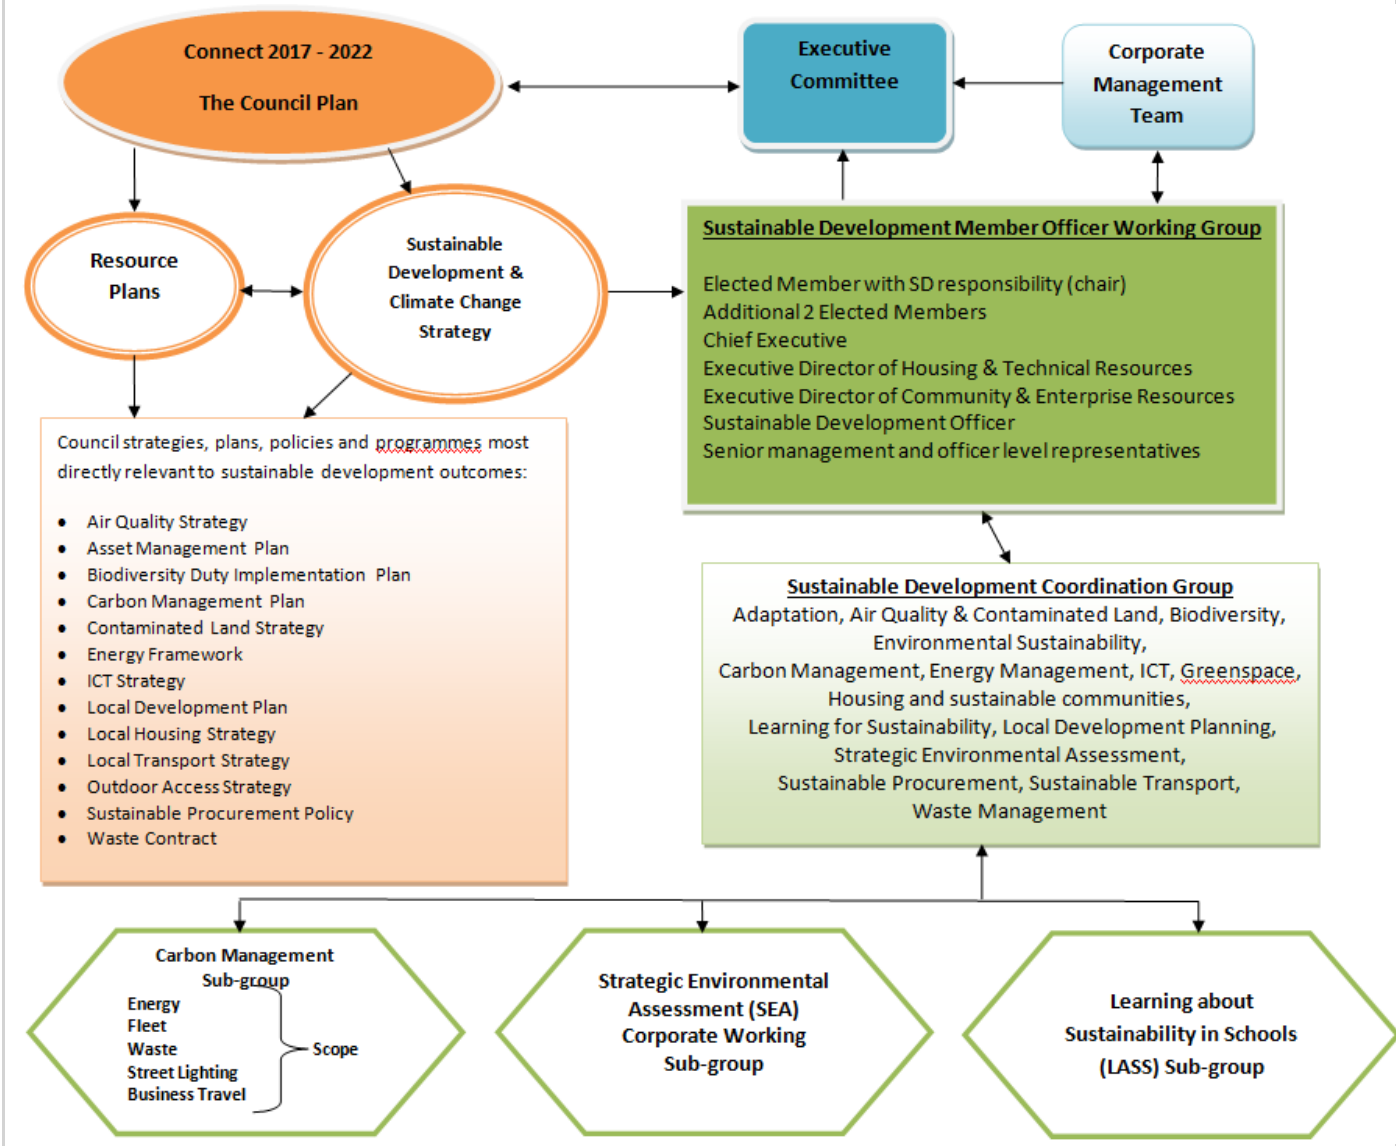 Connect 2017 - 2022
The Council Plan
Executive
Committee
Corporate
Management
Team
Resource
Plans
Sustainable
Development &
Climate Change
Strategy
Sustainable Development Member Officer Working Group
Elected Member with SD responsibility (chair)
Additional 2 Elected Members
Chief Executive
Executive Director of Housing & Technical Resources
Executive Director of Community & Enterprise Resources
Sustainable Development Officer
Senior management and officer level representatives
Council strategies, plans, policies and programmes most
directly relevant to sustainable development outcomes:
• Air Quality Strategy
• Asset Management Plan
• Biodiversity Duty Implementation Plan
• Carbon Management Plan
• Contaminated Land Strategy
• Energy Framework
• ICT Strategy
• Local Development Plan
• Local Housing Strategy
• Local Transport Strategy
• Outdoor Access Strategy
• Sustainable Procurement Policy
• Waste Contract
Sustainable Development Coordination Group
Adaptation, Air Quality & Contaminated Land, Biodiversity,
Environmental Sustainability,
Carbon Management, Energy Management, ICT, Greenspace,
Housing and sustainable communities,
Learning for Sustainability, Local Development Planning,
Strategic Environmental Assessment,
Sustainable Procurement, Sustainable Transport,
Waste Management
Carbon Management
Sub-group
Energy
Fleet
Waste
Street Lighting
Business Travel
Scope
Strategic Environmental
Assessment (SEA)
Corporate Working
Sub-group
Learning about
Sustainability in Schools
(LASS) Sub-group